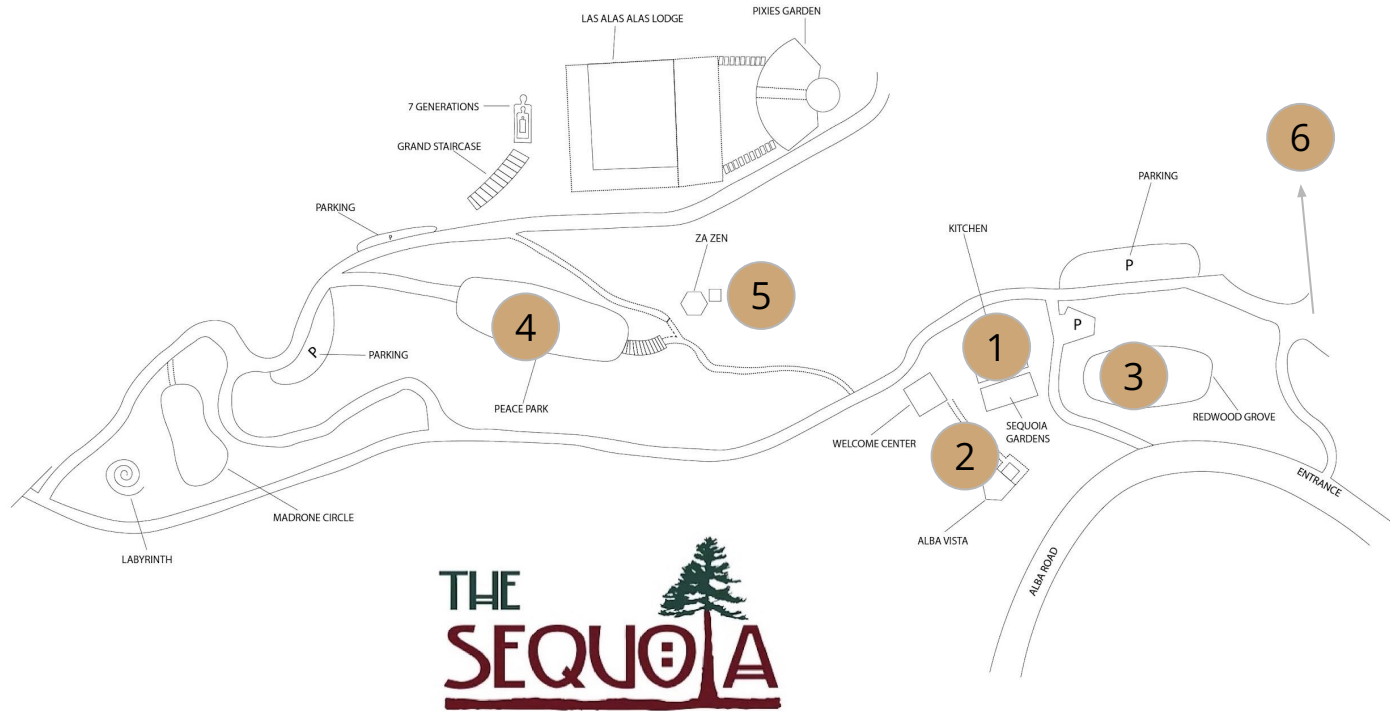 PIXIES GARDEN
LAS ALAS ALAS LODGE
7 GENERATIONS
GRAND STAIRCASE
6
PARKING
PARKING
P
ZA ZEN
KITCHEN
P
5
4
1
P
P
PARKING
3
PEACE PARK
REDWOOD GROVE
WELCOME CENTER
SEQUOIA
GARDENS
2
ENTRANCE
MADRONE CIRCLE
ALBA VISTA
LABYRINTH
ALBA ROAD
THE
SEQUOIA